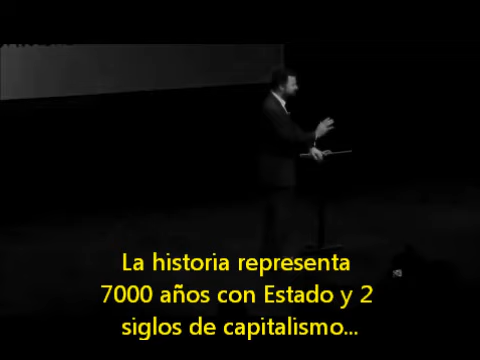 La historia representa
7000 años con Estado y 2
siglos de capitalismo...